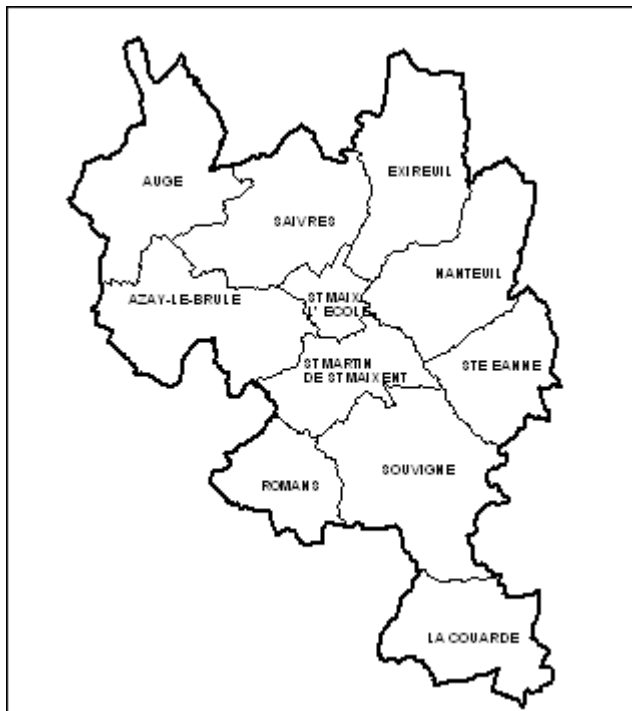 EXIREUIL
AUGE
SAIVRES
NANTEUIL
AZAY-LE-BRULE
ST MAIX
L' ECOLE
ST MARTIN
DE ST MAIXENT
STE EANNE
SOUVIGNE
ROMANS
LA COUARDE